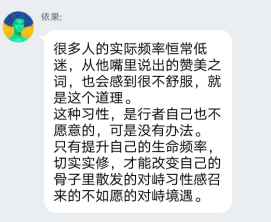 依果:
很多人的实际频率恒常低
迷，从他嘴里说出的赞美之
词，也会感到很不舒服，就
是这个道理。
这种习性，是行者自己也不
愿意的，可是没有办法。
只有提升自己的生命频率，
切实实修，才能改变自己的
骨子里散发的对峙习性感召
来的不如愿的对峙境遇。